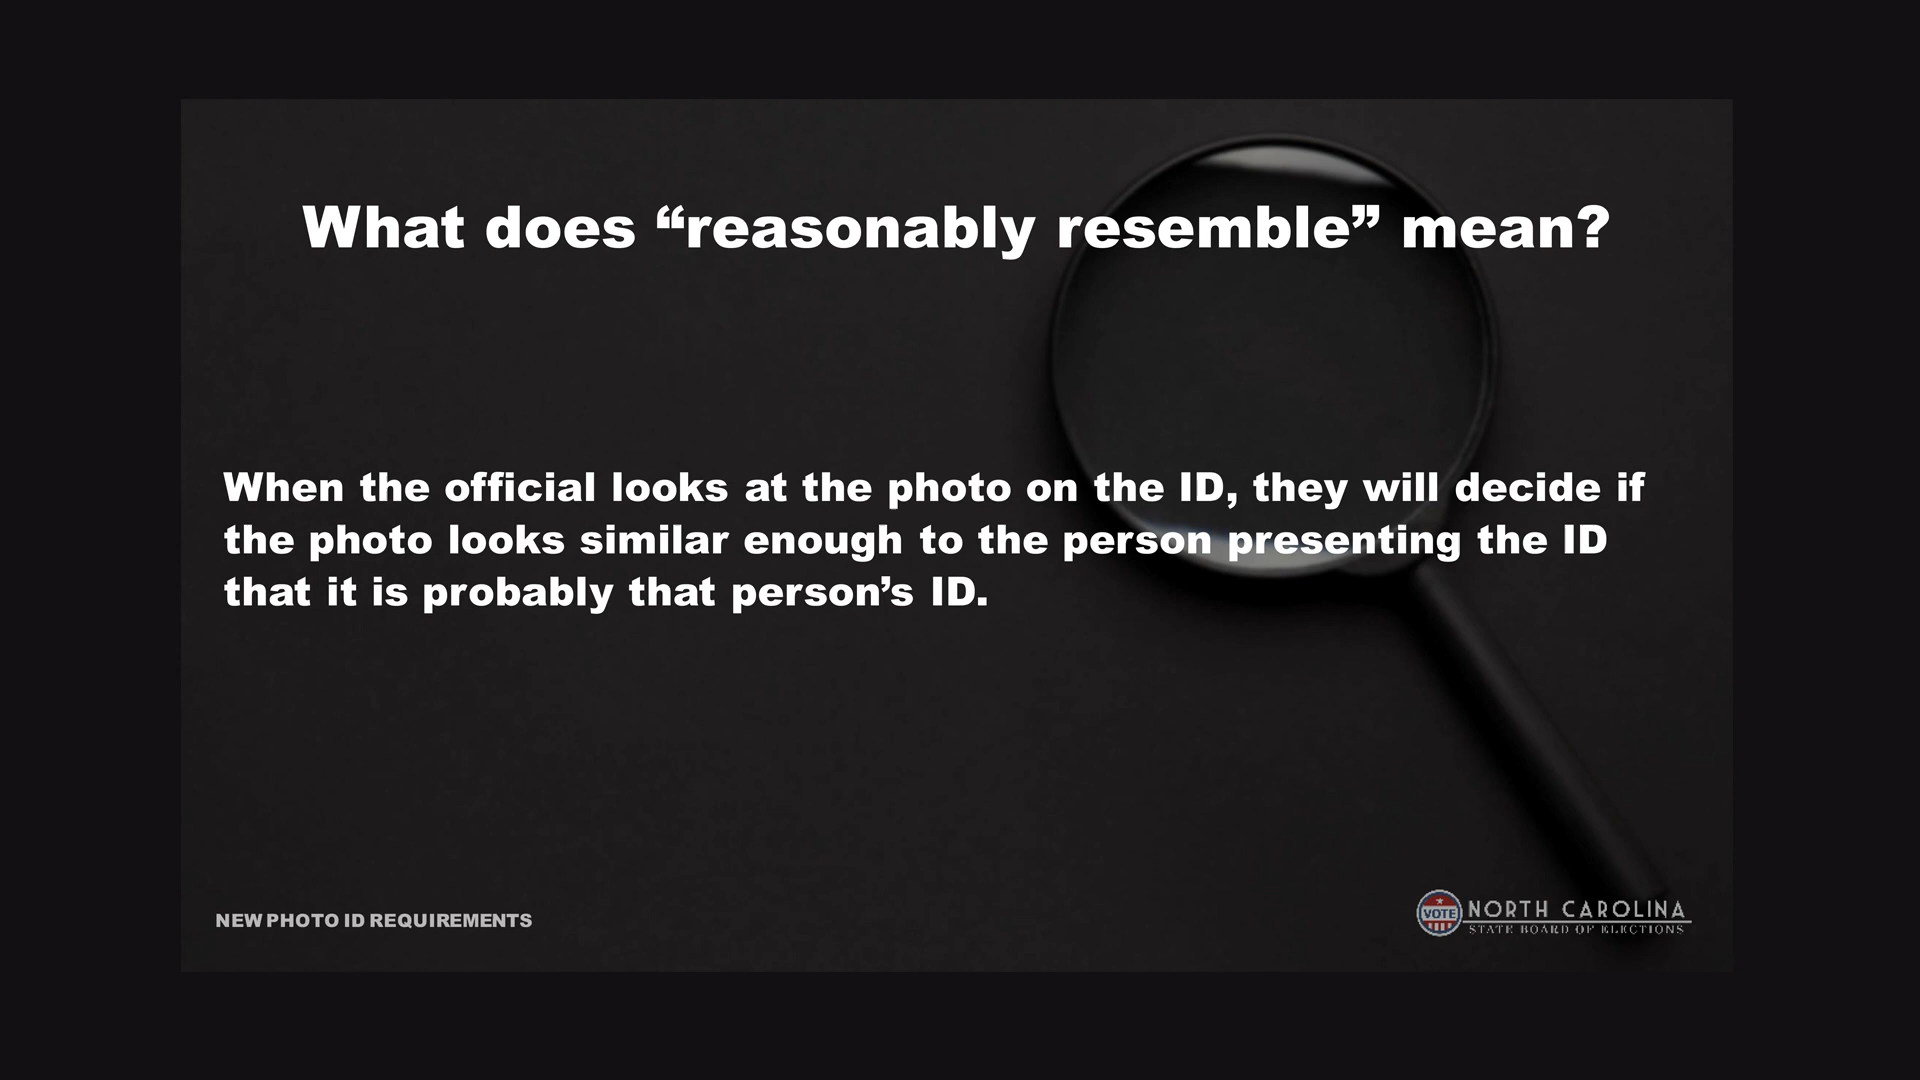 What does “reasonably resemble” mean?
When the official looks at the photo on the ID, they will decide if
the photo looks similar enough to the person presenting the ID
that it is probably that person’s ID.
NEW PHOTO ID REQUIREMENTS
VOTE
NORTH CAROLINA
STATE BOARD OF ELECTIONS